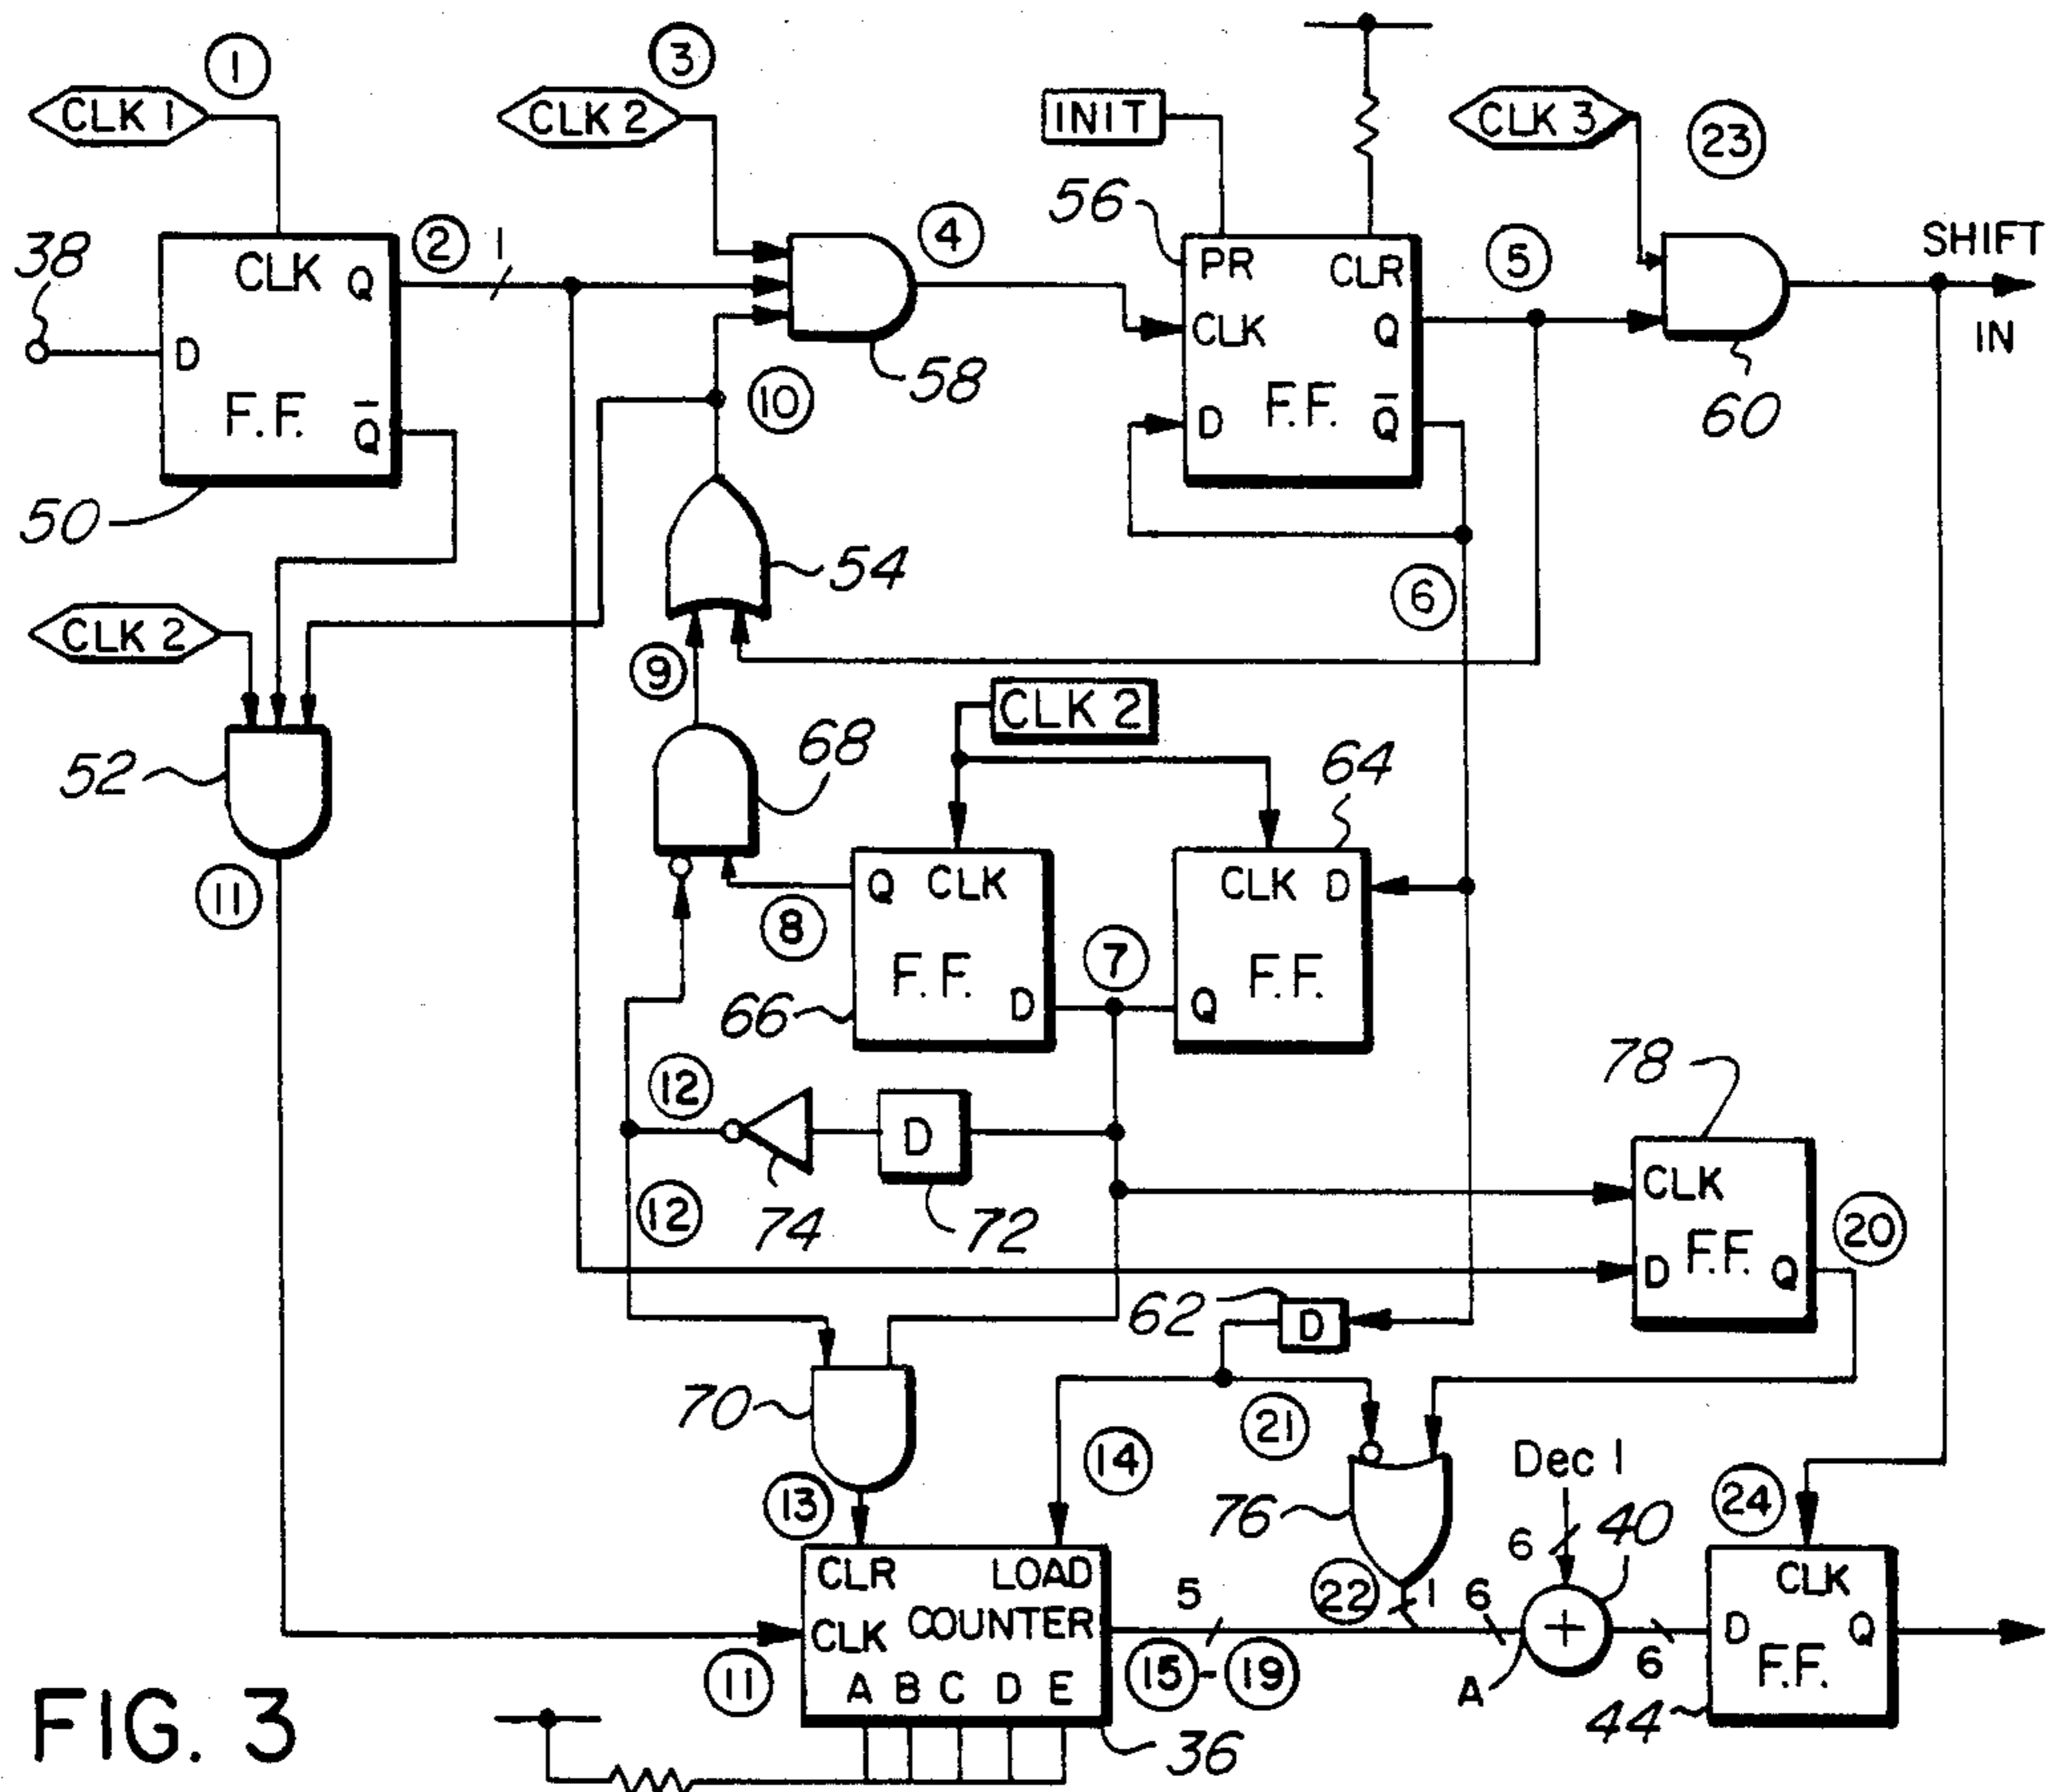 1
3
CLK 1
CLK 2
INIT
CLK 3
23
56
38
2
1
4
5
SHIFT
IN
CLK Q
D
F.F.
Q̅
PR CLR
CLK Q
D F.F. Q̅
58
60
10
50
54
6
CLK 2
9
CLK 2
52
68
64
11
Q CLK
F.F.
D
8
7
CLK D
F.F.
Q
66
78
12
D
12
74
72
CLK
F.F.
D Q
20
62
D
70
21
14
13
76
Dec 1
24
40
6
CLR LOAD
CLK COUNTER
A B C D E
11
5
15-19
22
1
6
+
A
6
CLK
D Q
F.F.
44
36
FIG. 3